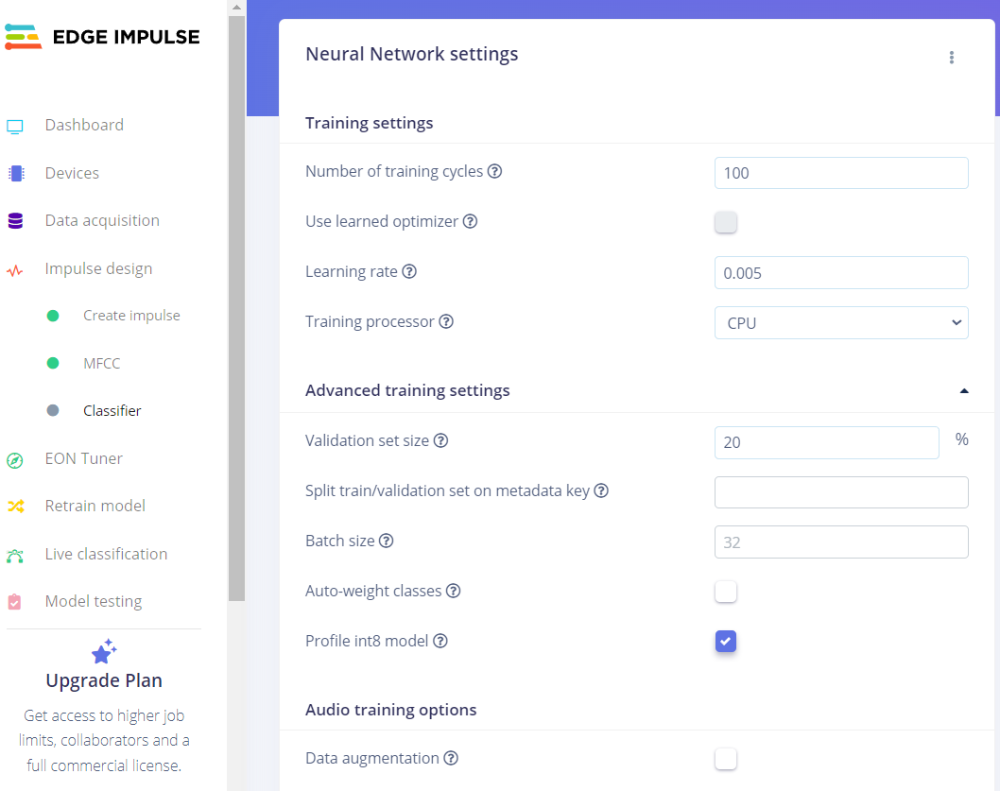 EDGE IMPULSE
Dashboard
Devices
Data acquisition
Impulse design
Create impulse
MFCC
Classifier
EON Tuner
Retrain model
Live classification
Model testing
Upgrade Plan
Get access to higher job
limits, collaborators and a
full commercial license.
Neural Network settings
Training settings
Number of training cycles ?
100
Use learned optimizer ?
Learning rate ?
0.005
Training processor ?
CPU
Advanced training settings
Validation set size ?
20
%
Split train/validation set on metadata key ?
Batch size ?
32
Auto-weight classes ?
Profile int8 model ?
Audio training options
Data augmentation ?